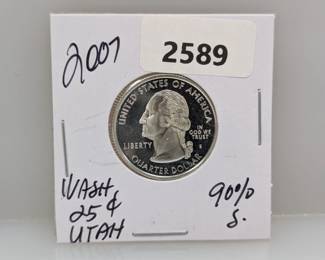 2007
2589
UNITED STATES OF AMERICA
LIBERTY
IN
GOD WE
TRUST
S
QUARTER DOLLAR
WASH
25¢
UTAH
90%
S.